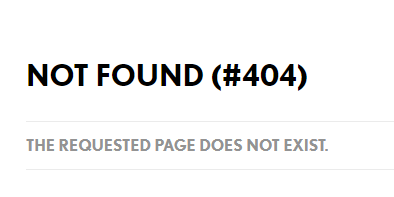 NOT FOUND (#404)
THE REQUESTED PAGE DOES NOT EXIST.